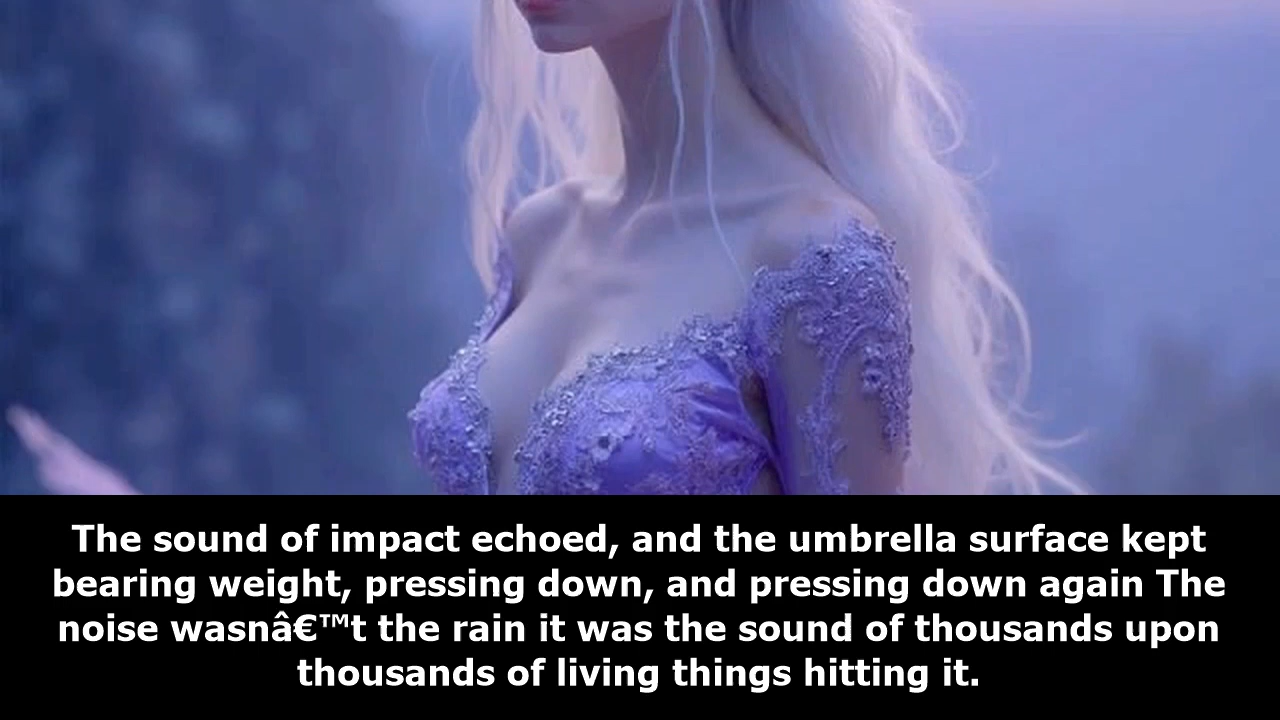 The sound of impact echoed, and the umbrella surface kept
bearing weight, pressing down, and pressing down again The
noise wasnâ€™t the rain it was the sound of thousands upon
thousands of living things hitting it.